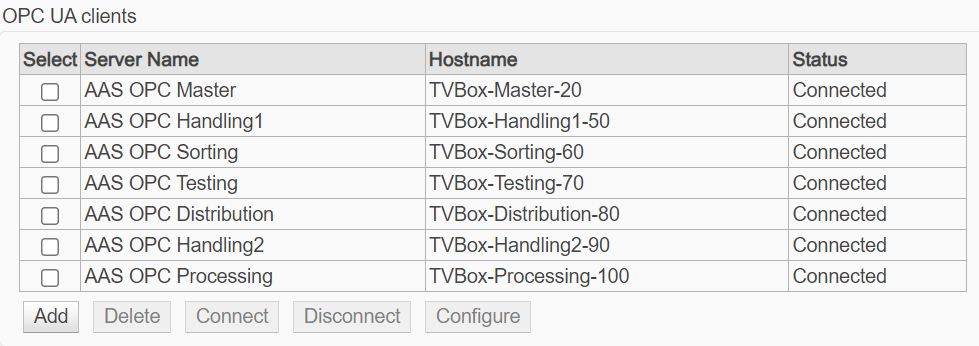 OPC UA clients
Select Server Name Hostname Status
AAS OPC Master TVBox-Master-20 Connected
AAS OPC Handling1 TVBox-Handling1-50 Connected
AAS OPC Sorting TVBox-Sorting-60 Connected
AAS OPC Testing TVBox-Testing-70 Connected
AAS OPC Distribution TVBox-Distribution-80 Connected
AAS OPC Handling2 TVBox-Handling2-90 Connected
AAS OPC Processing TVBox-Processing-100 Connected
Add Delete Connect Disconnect Configure